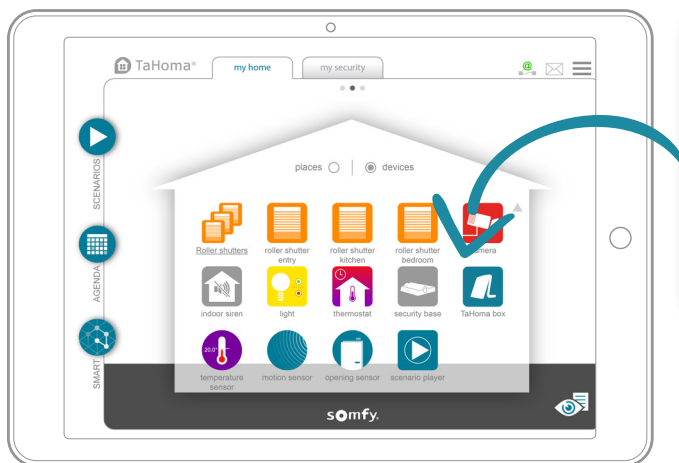 TaHoma®
my home
my security
@
places
devices
SCENARIOS
AGENDA
SMART
Roller shutters
roller shutter
entry
roller shutter
kitchen
roller shutter
bedroom
indoor siren
light
thermostat
security base
TaHoma box
20.0°
temperature
sensor
motion sensor
opening sensor
scenario player
somfy.